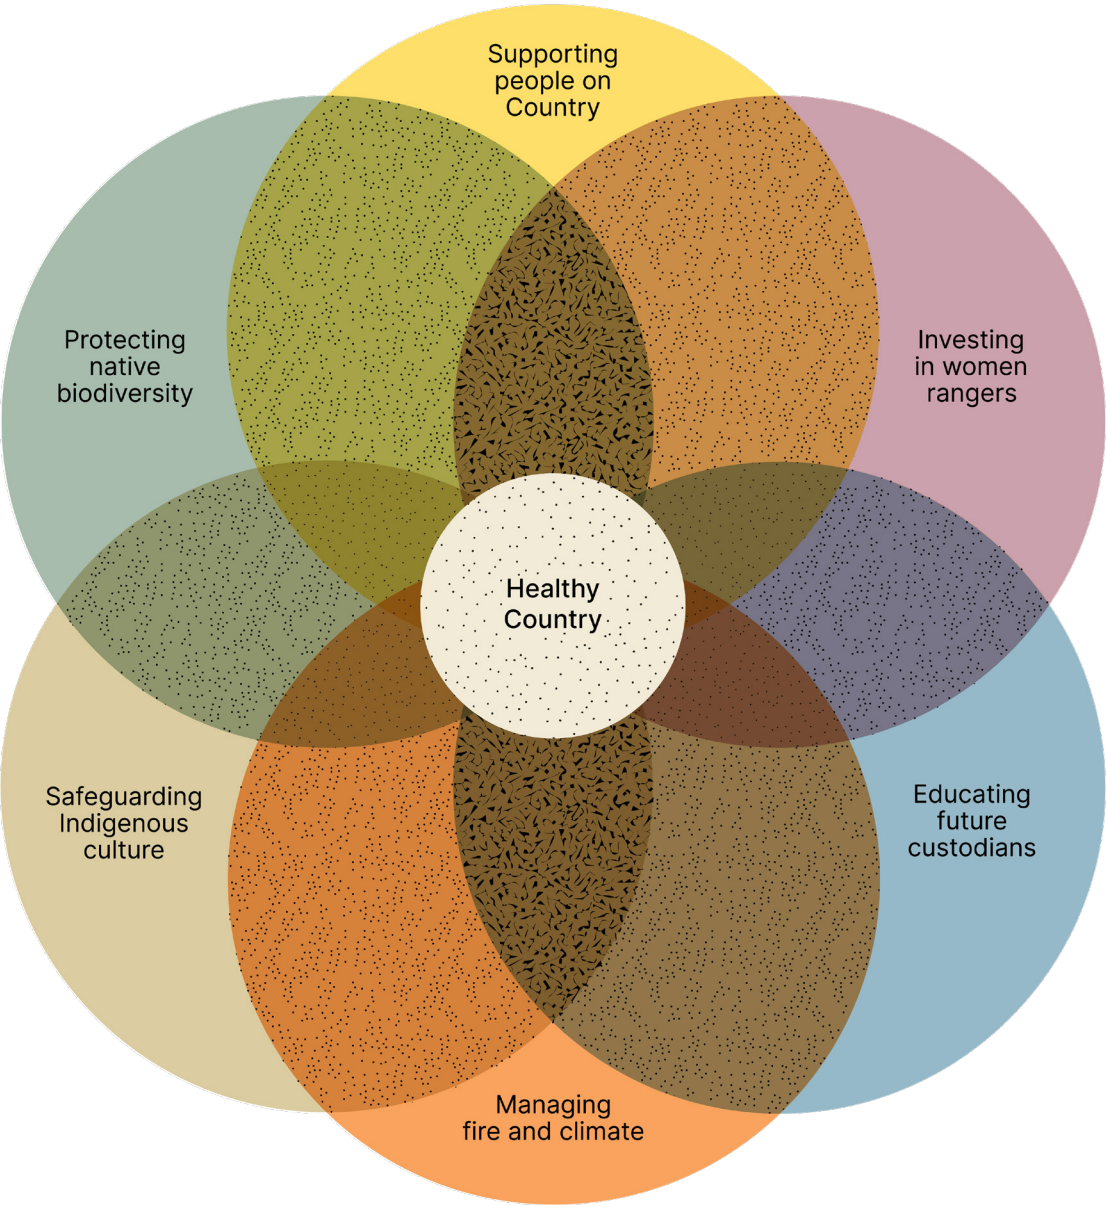 Supporting
people on
Country
Protecting
native
biodiversity
Investing
in women
rangers
Healthy
Country
Safeguarding
Indigenous
culture
Educating
future
custodians
Managing
fire and climate